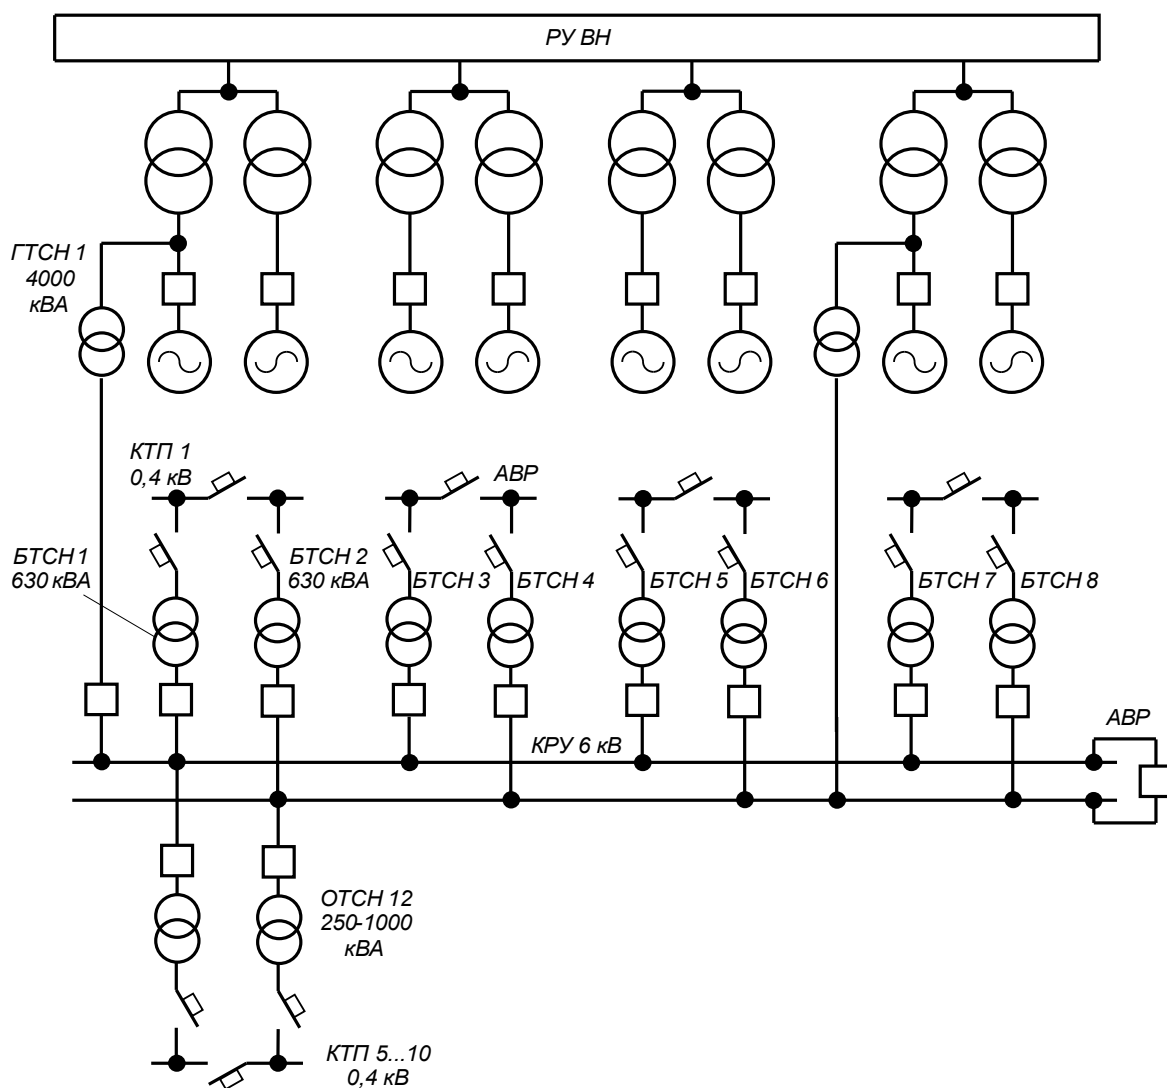 РУ ВН
ГТСН 1
4000
кВА
КТП 1
0,4 кВ
АВР
БТСН 1
630 кВА
БТСН 2
630 кВА
БТСН 3
БТСН 4
БТСН 5
БТСН 6
БТСН 7
БТСН 8
КРУ 6 кВ
АВР
ОТСН 12
250-1000
кВА
КТП 5...10
0,4 кВ